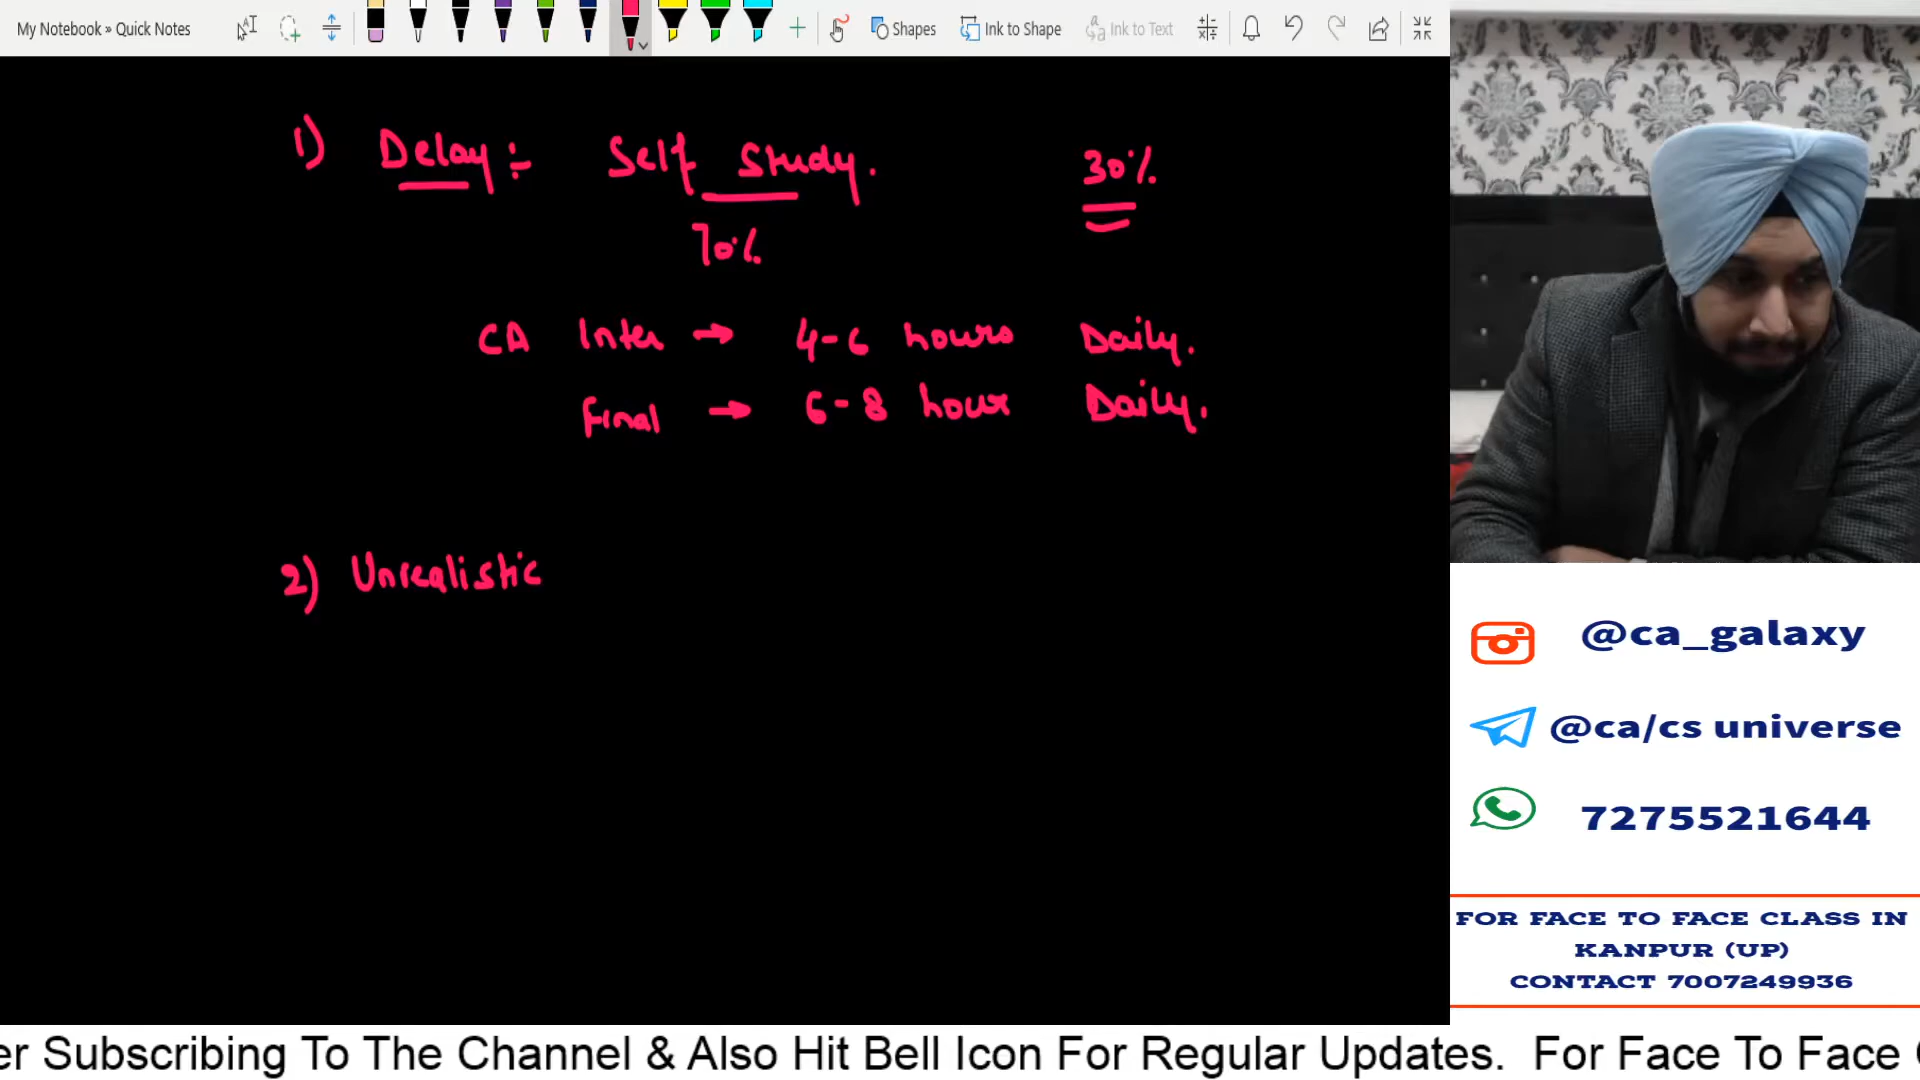 My Notebook » Quick Notes
Shapes
Ink to Shape
Ink to Text
1) Delay :- Self Study. 30%
70%
CA Inter → 4-6 hours Daily.
Final → 6-8 hour Daily.
2) Unrealistic
@ca_galaxy
@ca/cs universe
7275521644
FOR FACE TO FACE CLASS IN
KANPUR (UP)
CONTACT 7007249936
er Subscribing To The Channel & Also Hit Bell Icon For Regular Updates. For Face To Face